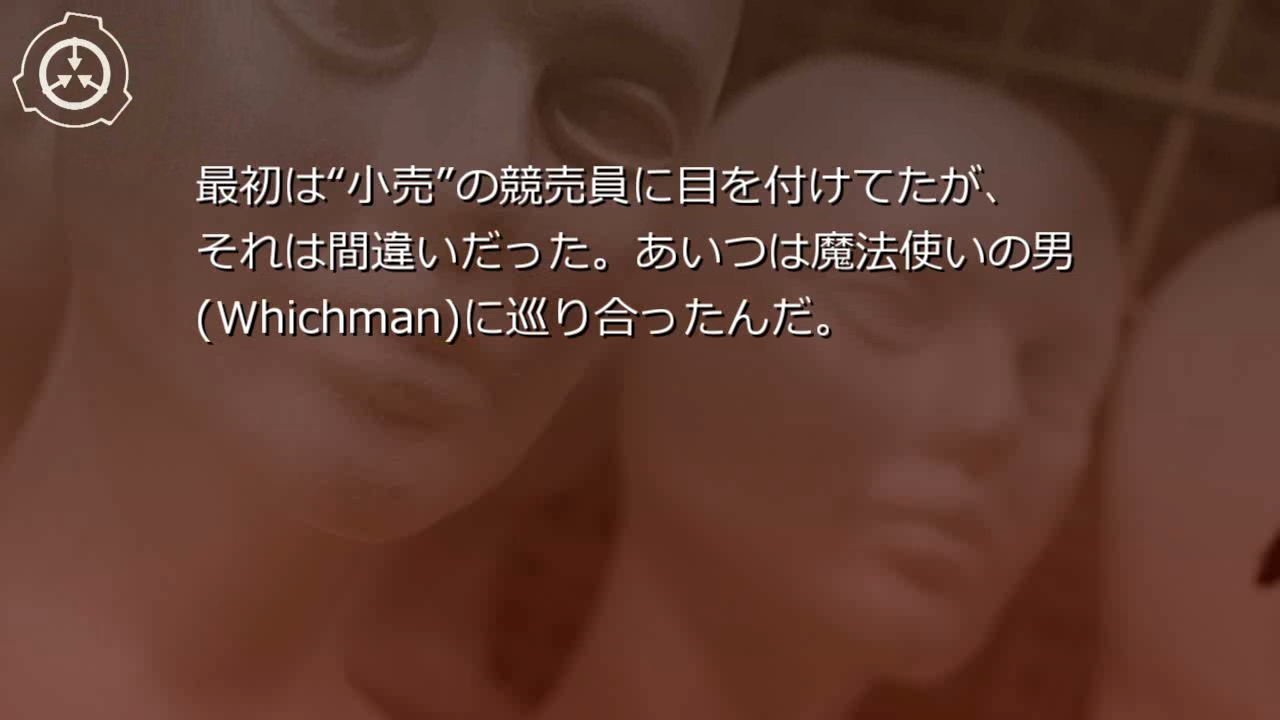 最初は“小売”の競売員に目を付けてたが、
それは間違いだった。あいつは魔法使いの男
(Whichman)に巡り合ったんだ。